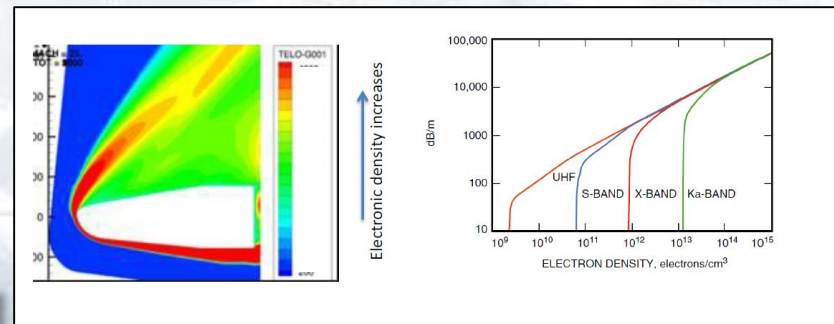 TELO-G001
0
Electronic density increases
100,000
10,000
1000
100
10
dB/m
UHF
S-BAND
X-BAND
Ka-BAND
10⁹
10¹⁰
10¹¹
10¹²
10¹³
10¹⁴
10¹⁵
ELECTRON DENSITY, electrons/cm³